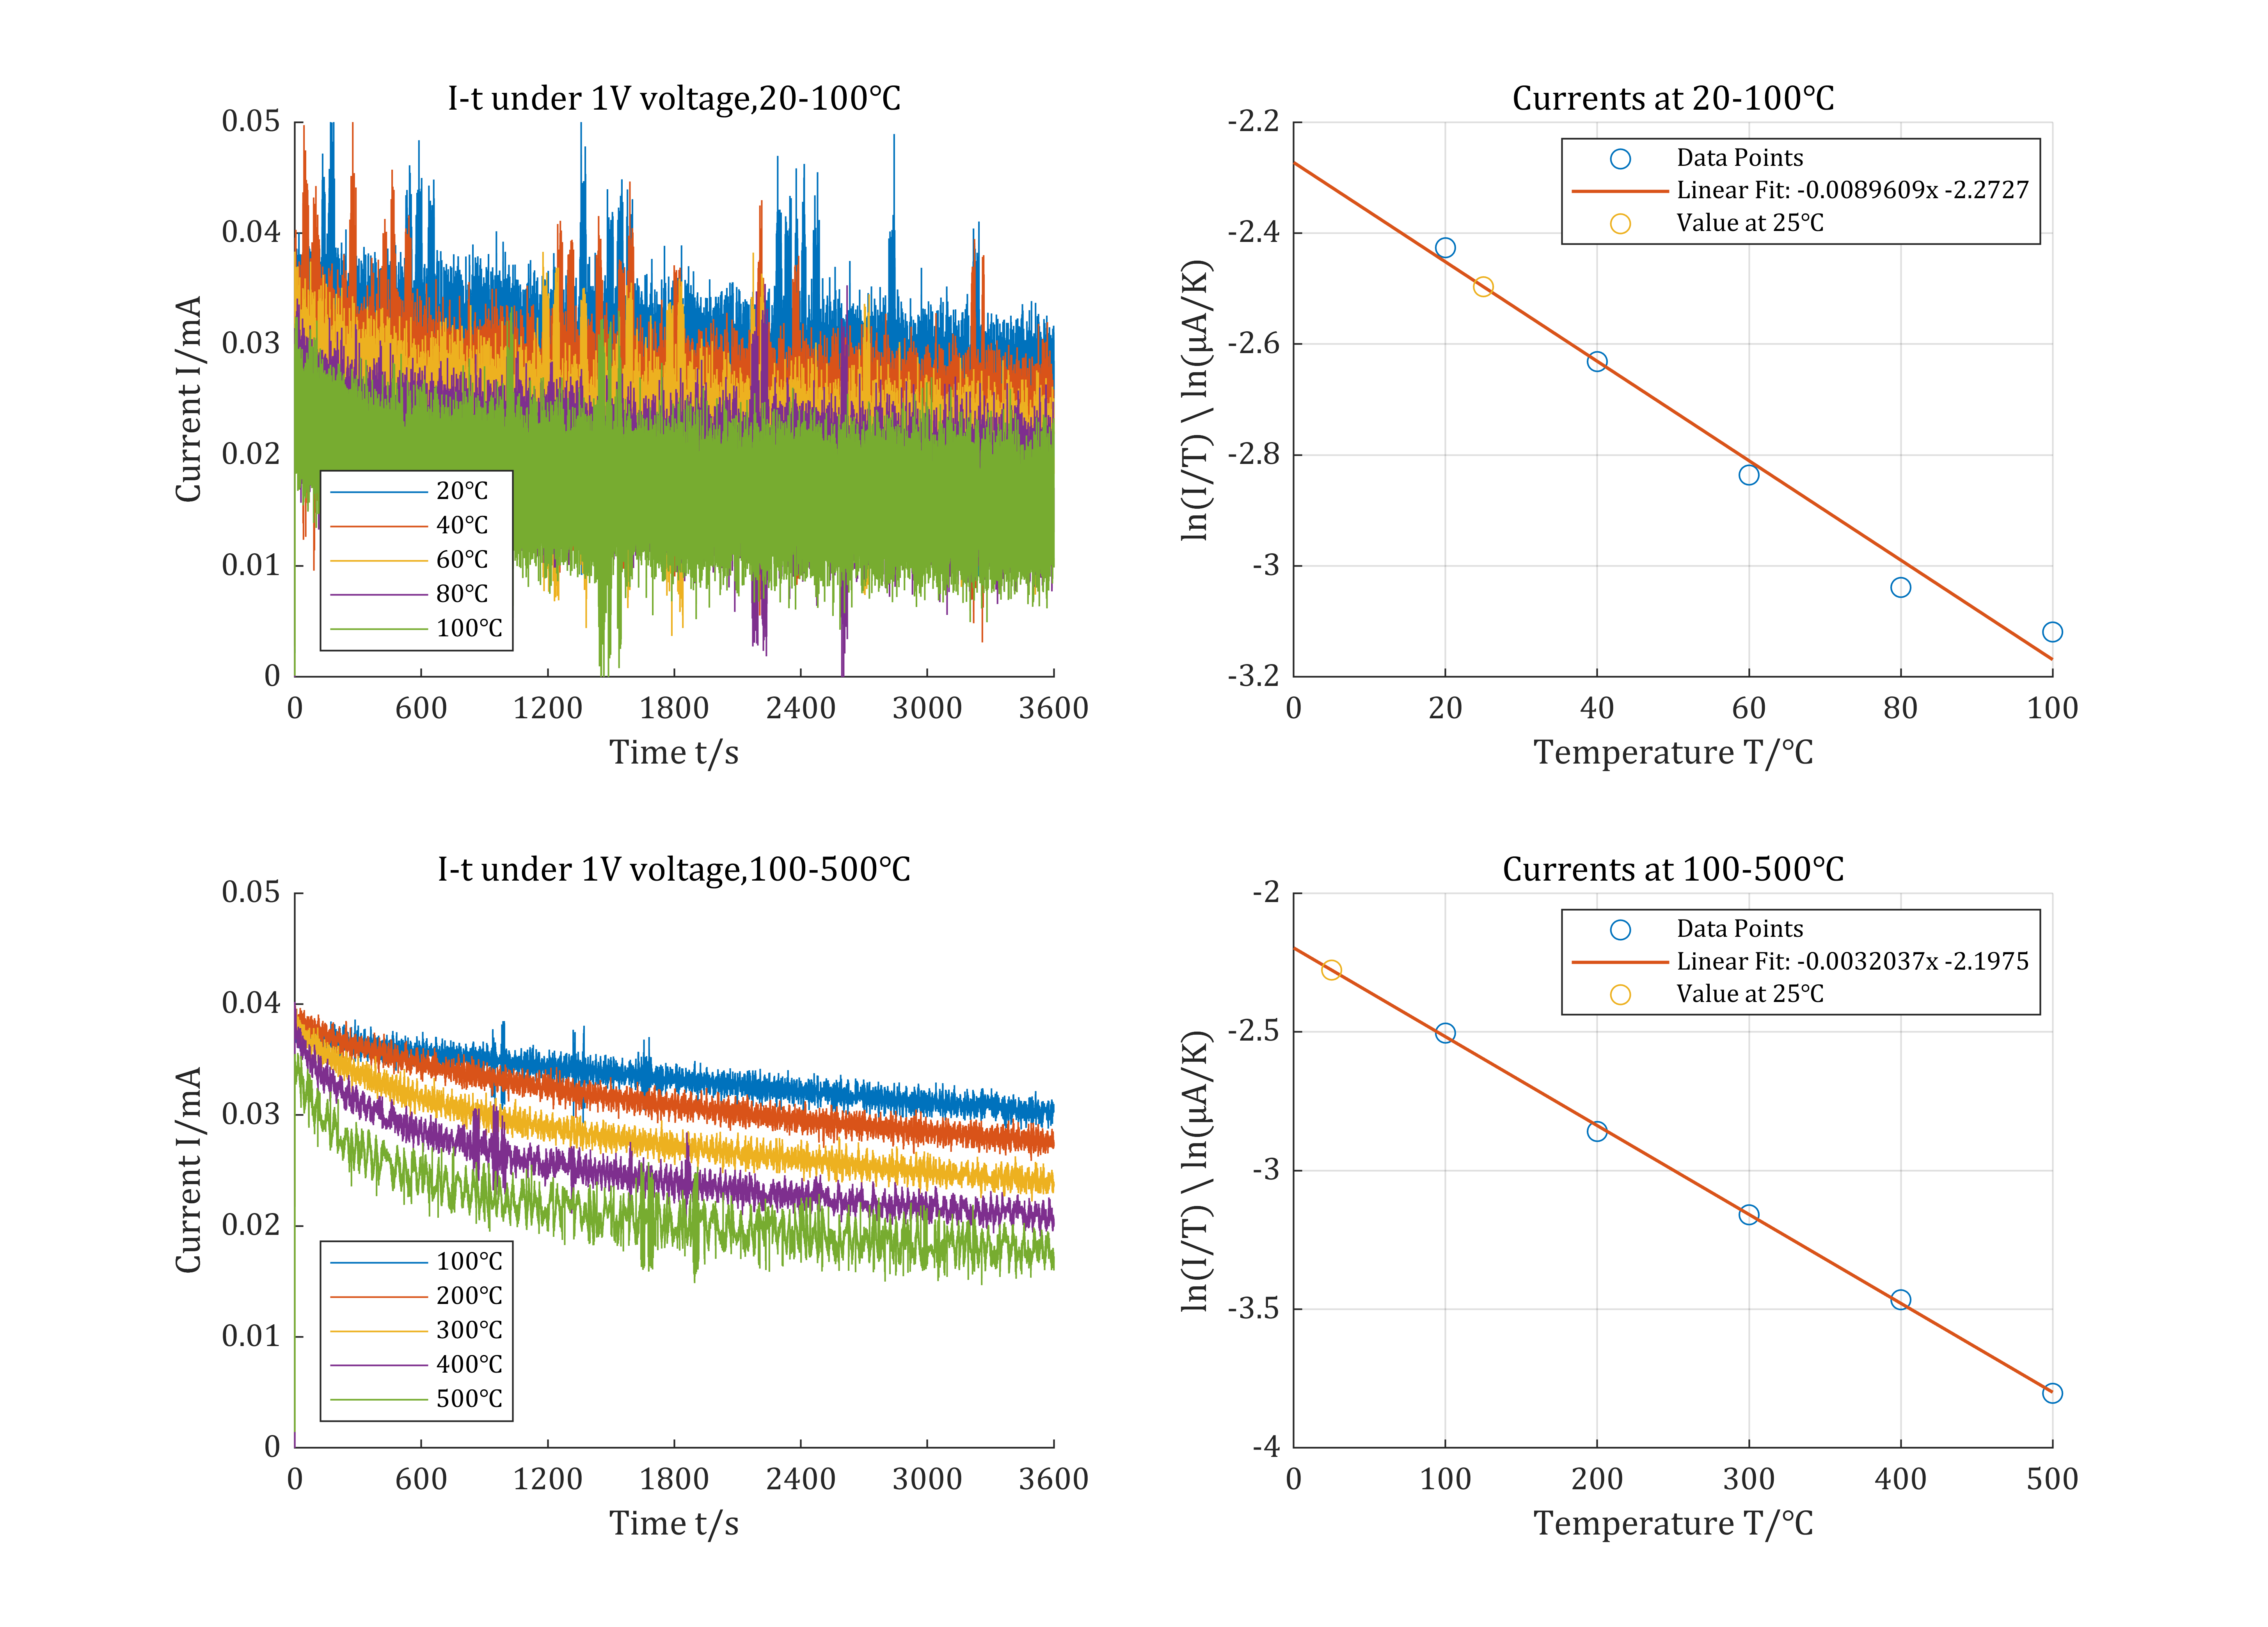 I-t under 1V voltage,20-100℃
0.05
0.04
0.03
0.02
0.01
0
Current I/mA
20℃
40℃
60℃
80℃
100℃
0 600 1200 1800 2400 3000 3600
Time t/s
Currents at 20-100℃
-2.2
-2.4
-2.6
-2.8
-3
-3.2
ln(I/T) \ ln(μA/K)
Data Points
Linear Fit: -0.0089609x -2.2727
Value at 25℃
0 20 40 60 80 100
Temperature T/℃
I-t under 1V voltage,100-500℃
0.05
0.04
0.03
0.02
0.01
0
Current I/mA
100℃
200℃
300℃
400℃
500℃
0 600 1200 1800 2400 3000 3600
Time t/s
Currents at 100-500℃
-2
-2.5
-3
-3.5
-4
ln(I/T) \ ln(μA/K)
Data Points
Linear Fit: -0.0032037x -2.1975
Value at 25℃
0 100 200 300 400 500
Temperature T/℃